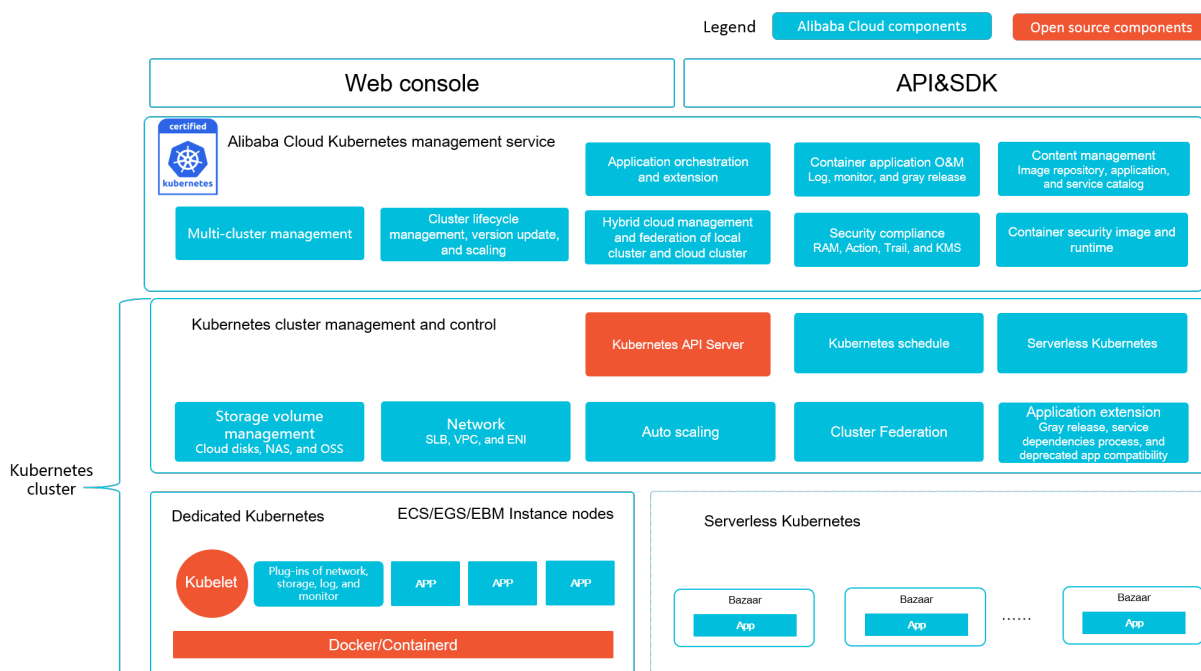 Legend
Alibaba Cloud components
Open source components
Web console
API&SDK
certified
kubernetes
Alibaba Cloud Kubernetes management service
Application orchestration
and extension
Container application O&M
Log, monitor, and gray release
Content management
Image repository, application,
and service catalog
Multi-cluster management
Cluster lifecycle
management, version update,
and scaling
Hybrid cloud management
and federation of local
cluster and cloud cluster
Security compliance
RAM, Action, Trail, and KMS
Container security image and
runtime
Kubernetes cluster management and control
Kubernetes API Server
Kubernetes schedule
Serverless Kubernetes
Storage volume
management
Cloud disks, NAS, and OSS
Network
SLB, VPC, and ENI
Auto scaling
Cluster Federation
Application extension
Gray release, service
dependencies process, and
deprecated app compatibility
Kubernetes
cluster
Dedicated Kubernetes
ECS/EGS/EBM Instance nodes
Kubelet
Plug-ins of network,
storage, log, and
monitor
APP
APP
APP
Docker/Containerd
Serverless Kubernetes
Bazaar
App
Bazaar
App
......
Bazaar
App